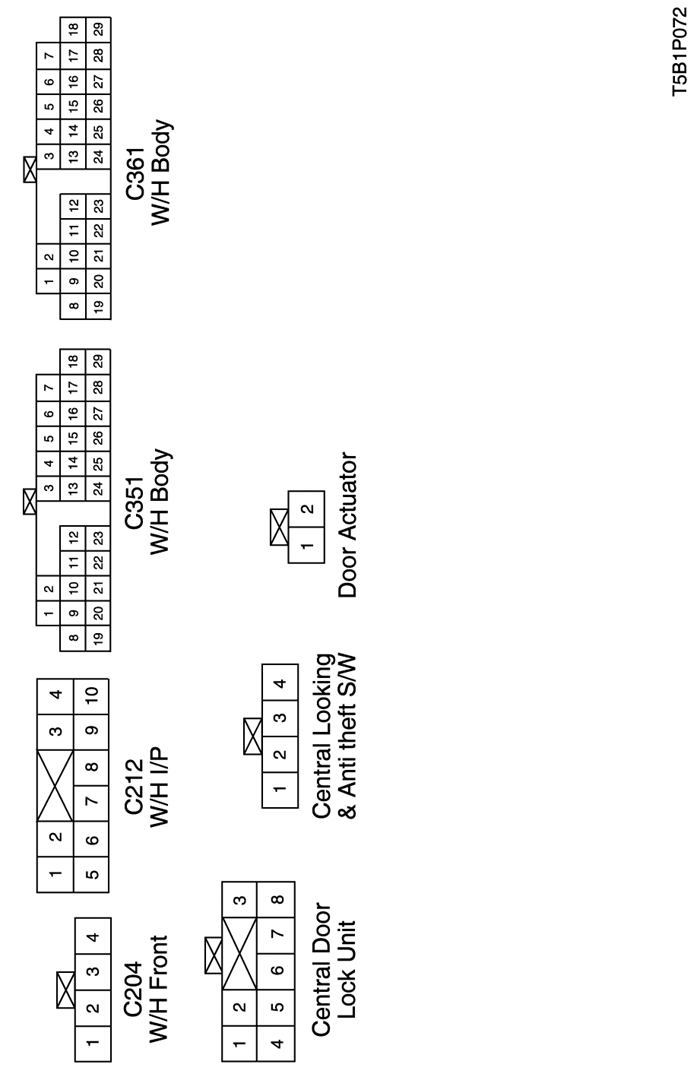 1 2 3 4
C204
W/H Front
1 2 3 4
5 6 7 8 9 10
C212
W/H I/P
1 2 3 4 5 6 7
8 9 10 11 12 13 14 15 16 17 18
19 20 21 22 23 24 25 26 27 28 29
C351
W/H Body
1 2 3 4 5 6 7
8 9 10 11 12 13 14 15 16 17 18
19 20 21 22 23 24 25 26 27 28 29
C361
W/H Body
1 2 3
4 5 6 7 8
Central Door
Lock Unit
1 2 3 4
Central Looking
& Anti theft S/W
1 2
Door Actuator
T5B1P072